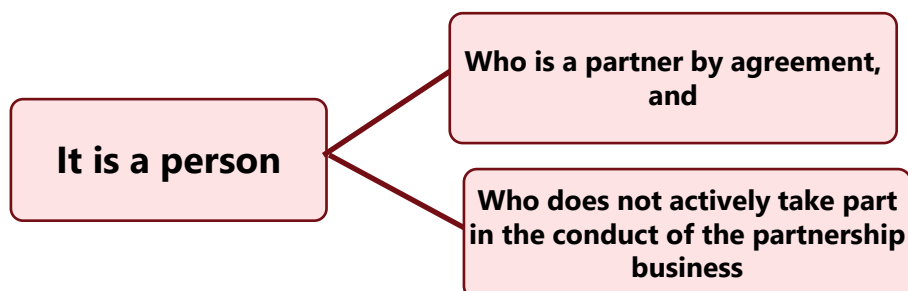 It is a person
Who is a partner by agreement,
and
Who does not actively take part
in the conduct of the partnership
business